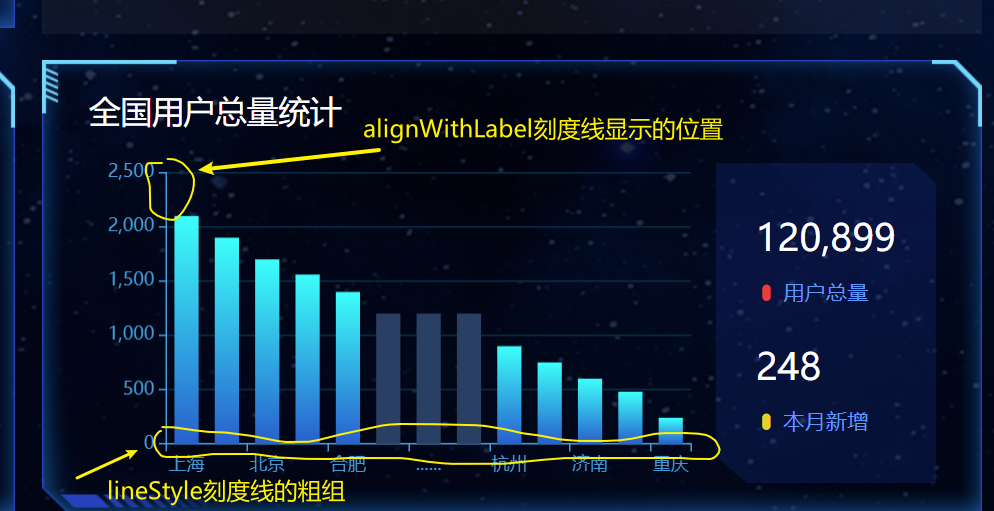 全国用户总量统计
alignWithLabel刻度线显示的位置
2,500
2,000
1,500
1,000
500
0
上海 北京 合肥 ...... 杭州 济南 重庆
lineStyle刻度线的粗组
120,899
用户总量
248
本月新增